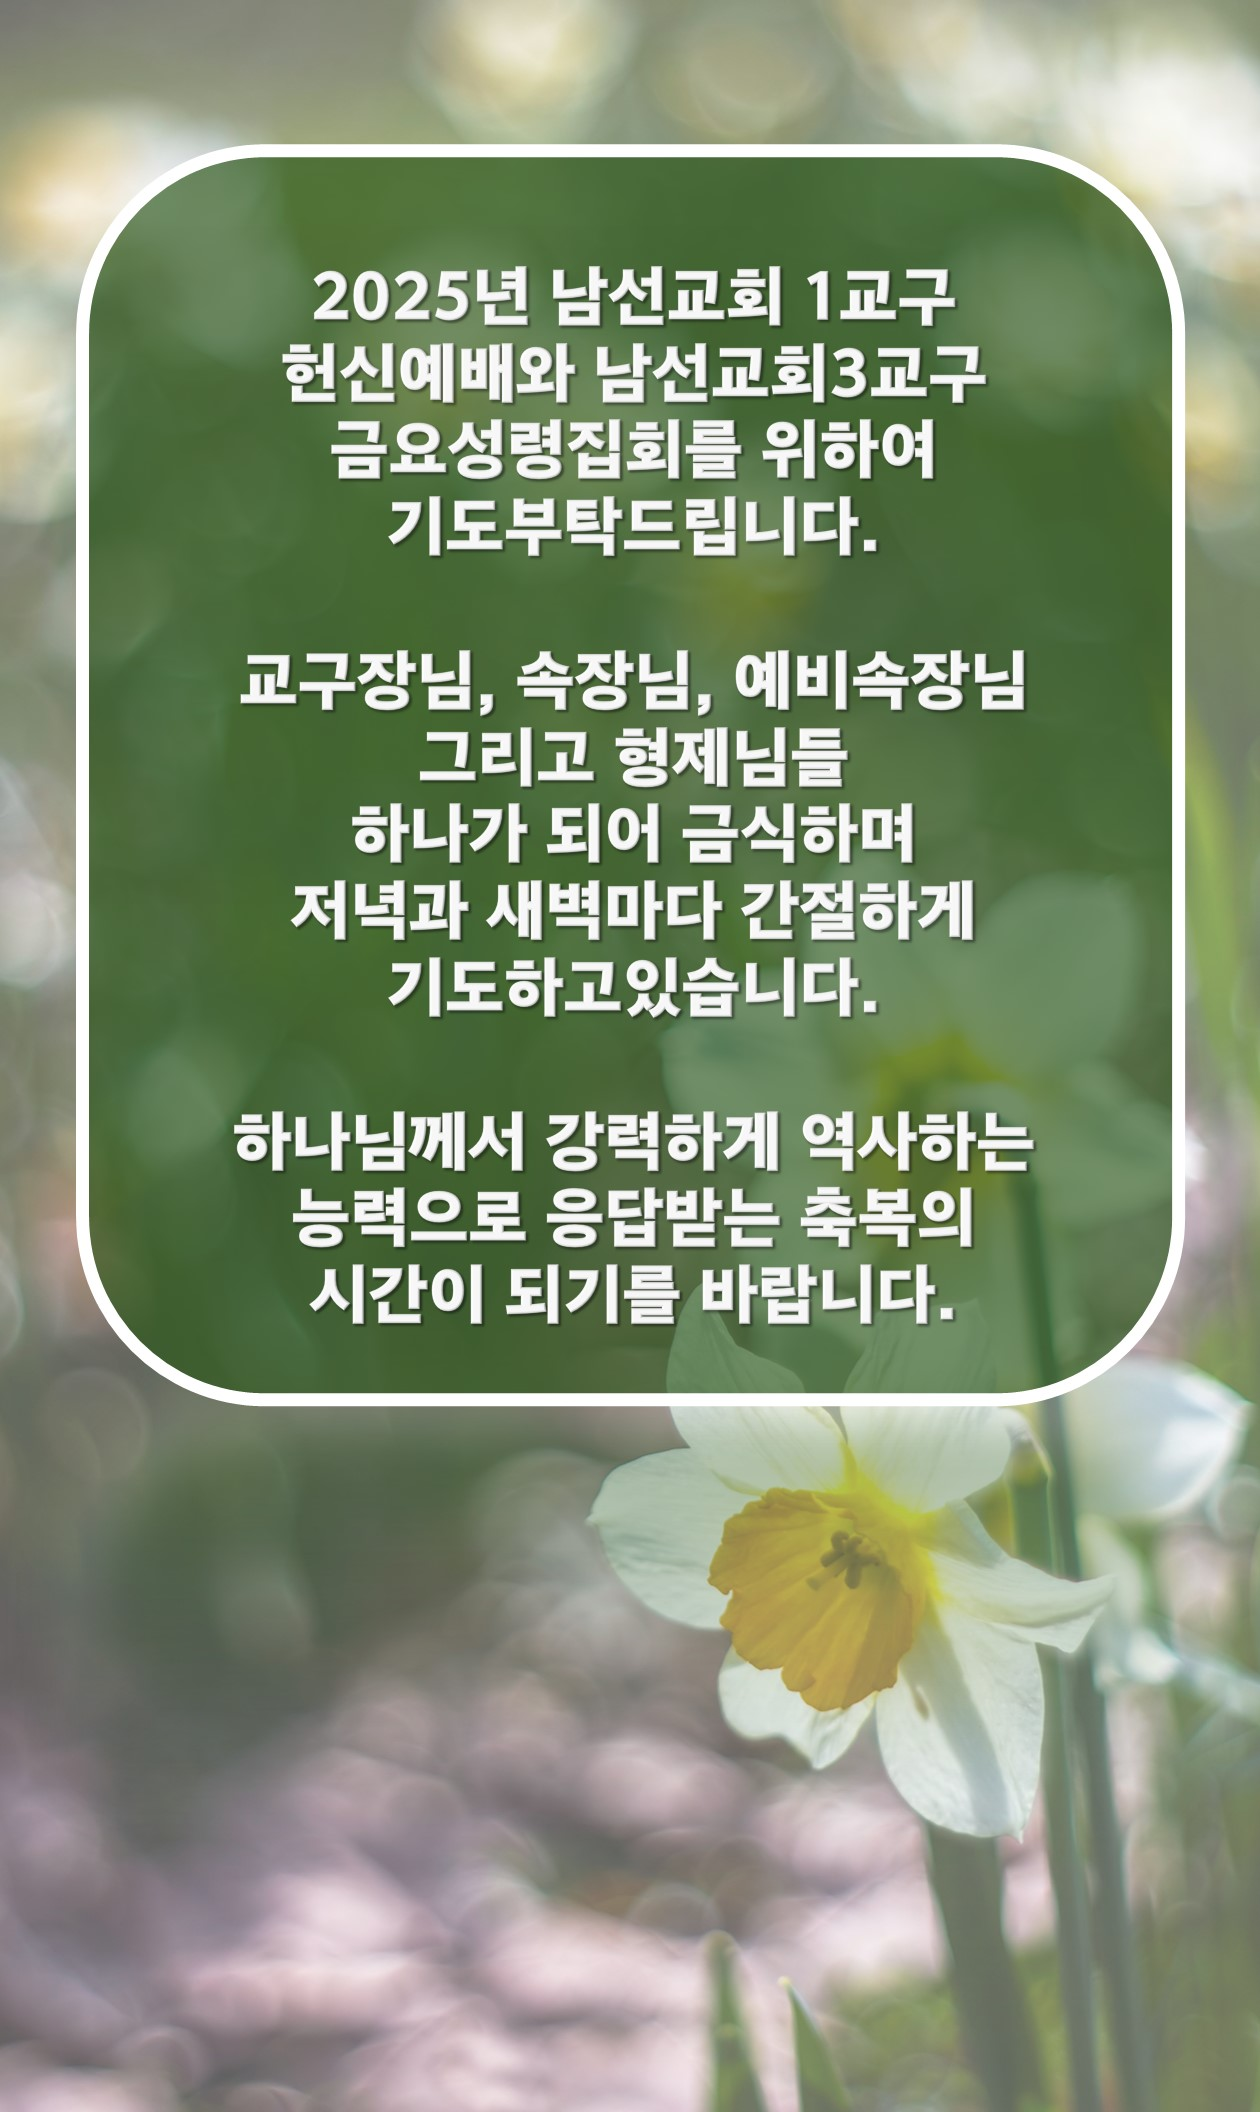 2025년 남선교회 1교구
헌신예배와 남선교회3교구
금요성령집회를 위하여
기도부탁드립니다.
교구장님, 속장님, 예비속장님
그리고 형제님들
하나가 되어 금식하며
저녁과 새벽마다 간절하게
기도하고있습니다.
하나님께서 강력하게 역사하는
능력으로 응답받는 축복의
시간이 되기를 바랍니다.